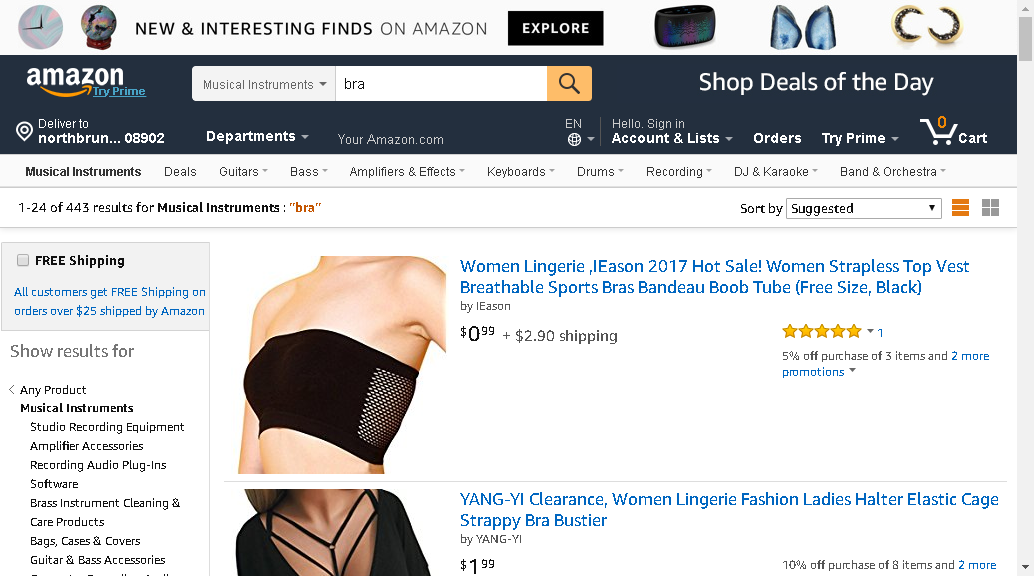 NEW & INTERESTING FINDS ON AMAZON
EXPLORE
amazon
Try Prime
Musical Instruments
bra
Shop Deals of the Day
Deliver to
northbrun... 08902
Departments
Your Amazon.com
EN
Hello. Sign in
Account & Lists
Orders
Try Prime
0
Cart
Musical Instruments
Deals
Guitars
Bass
Amplifiers & Effects
Keyboards
Drums
Recording
DJ & Karaoke
Band & Orchestra
1-24 of 443 results for Musical Instruments : "bra"
Sort by
Suggested
FREE Shipping
All customers get FREE Shipping on
orders over $25 shipped by Amazon
Show results for
Any Product
Musical Instruments
Studio Recording Equipment
Amplifier Accessories
Recording Audio Plug-Ins
Software
Brass Instrument Cleaning &
Care Products
Bags, Cases & Covers
Guitar & Bass Accessories
Women Lingerie ,IEason 2017 Hot Sale! Women Strapless Top Vest
Breathable Sports Bras Bandeau Boob Tube (Free Size, Black)
by IEason
$0.99 + $2.90 shipping
1
5% off purchase of 3 items and 2 more
promotions
YANG-YI Clearance, Women Lingerie Fashion Ladies Halter Elastic Cage
Strappy Bra Bustier
by YANG-YI
$1.99
10% off purchase of 8 items and 2 more